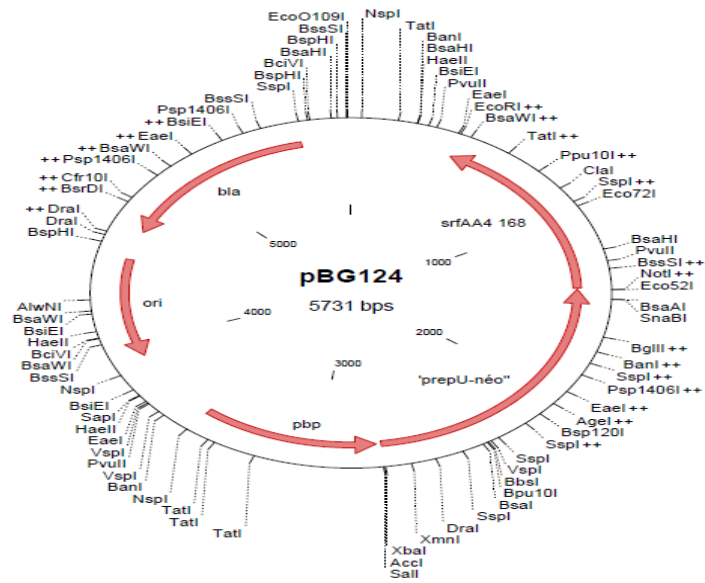 EcoO109I
BssSI
BspHI
BsaHI
BciVI
BspHI
SspI
BssSI
Psp1406I
++ BsiEI
++ EaeI
++ BsaWI
++ Psp1406I
++ Cfr10I
++ BsrDI
++ DraI
DraI
BspHI
AlwNI
BsaWI
BsiEI
HaeII
BciVI
BsaWI
BssSI
NspI
BsiEI
SapI
HaeII
EaeI
VspI
PvuII
VspI
BanI
NspI
TatI
TatI
TatI
NspI
TatI
BanI
BsaHI
HaeII
BsiEI
PvuII
EaeI
EcoRI ++
BsaWI ++
TatI ++
Ppu10I ++
ClaI
SspI ++
Eco72I
BsaHI
PvuII
BssSI ++
NotI ++
Eco52I
BsaAI
SnaBI
BglII ++
BanI ++
SspI ++
Psp1406I ++
EaeI ++
AgeI ++
Bsp120I
SspI ++
SspI
VspI
BbsI
Bpu10I
BsaI
SspI
DraI
XmnI
XbaI
AccI
SalI
bla
srfAA4 168
I
5000
1000
pBG124
5731 bps
ori
4000
2000
3000
'prepU-néo"
pbp